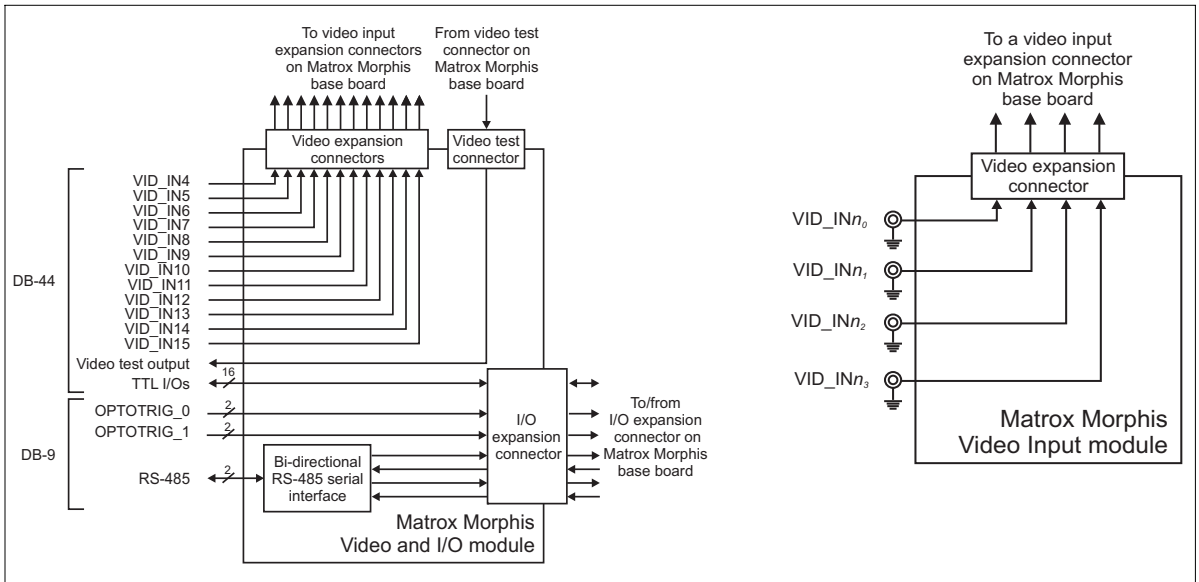 To video input
expansion connectors
on Matrox Morphis
base board
From video test
connector on
Matrox Morphis
base board
Video expansion
connectors
Video test
connector
DB-44
VID_IN4
VID_IN5
VID_IN6
VID_IN7
VID_IN8
VID_IN9
VID_IN10
VID_IN11
VID_IN12
VID_IN13
VID_IN14
VID_IN15
Video test output
TTL I/Os
16
DB-9
OPTOTRIG_0
2
OPTOTRIG_1
2
RS-485
2
Bi-directional
RS-485 serial
interface
I/O
expansion
connector
To/from
I/O expansion
connector on
Matrox Morphis
base board
Matrox Morphis
Video and I/O module
To a video input
expansion connector
on Matrox Morphis
base board
Video expansion
connector
VID_INn₀
VID_INn₁
VID_INn₂
VID_INn₃
Matrox Morphis
Video Input module